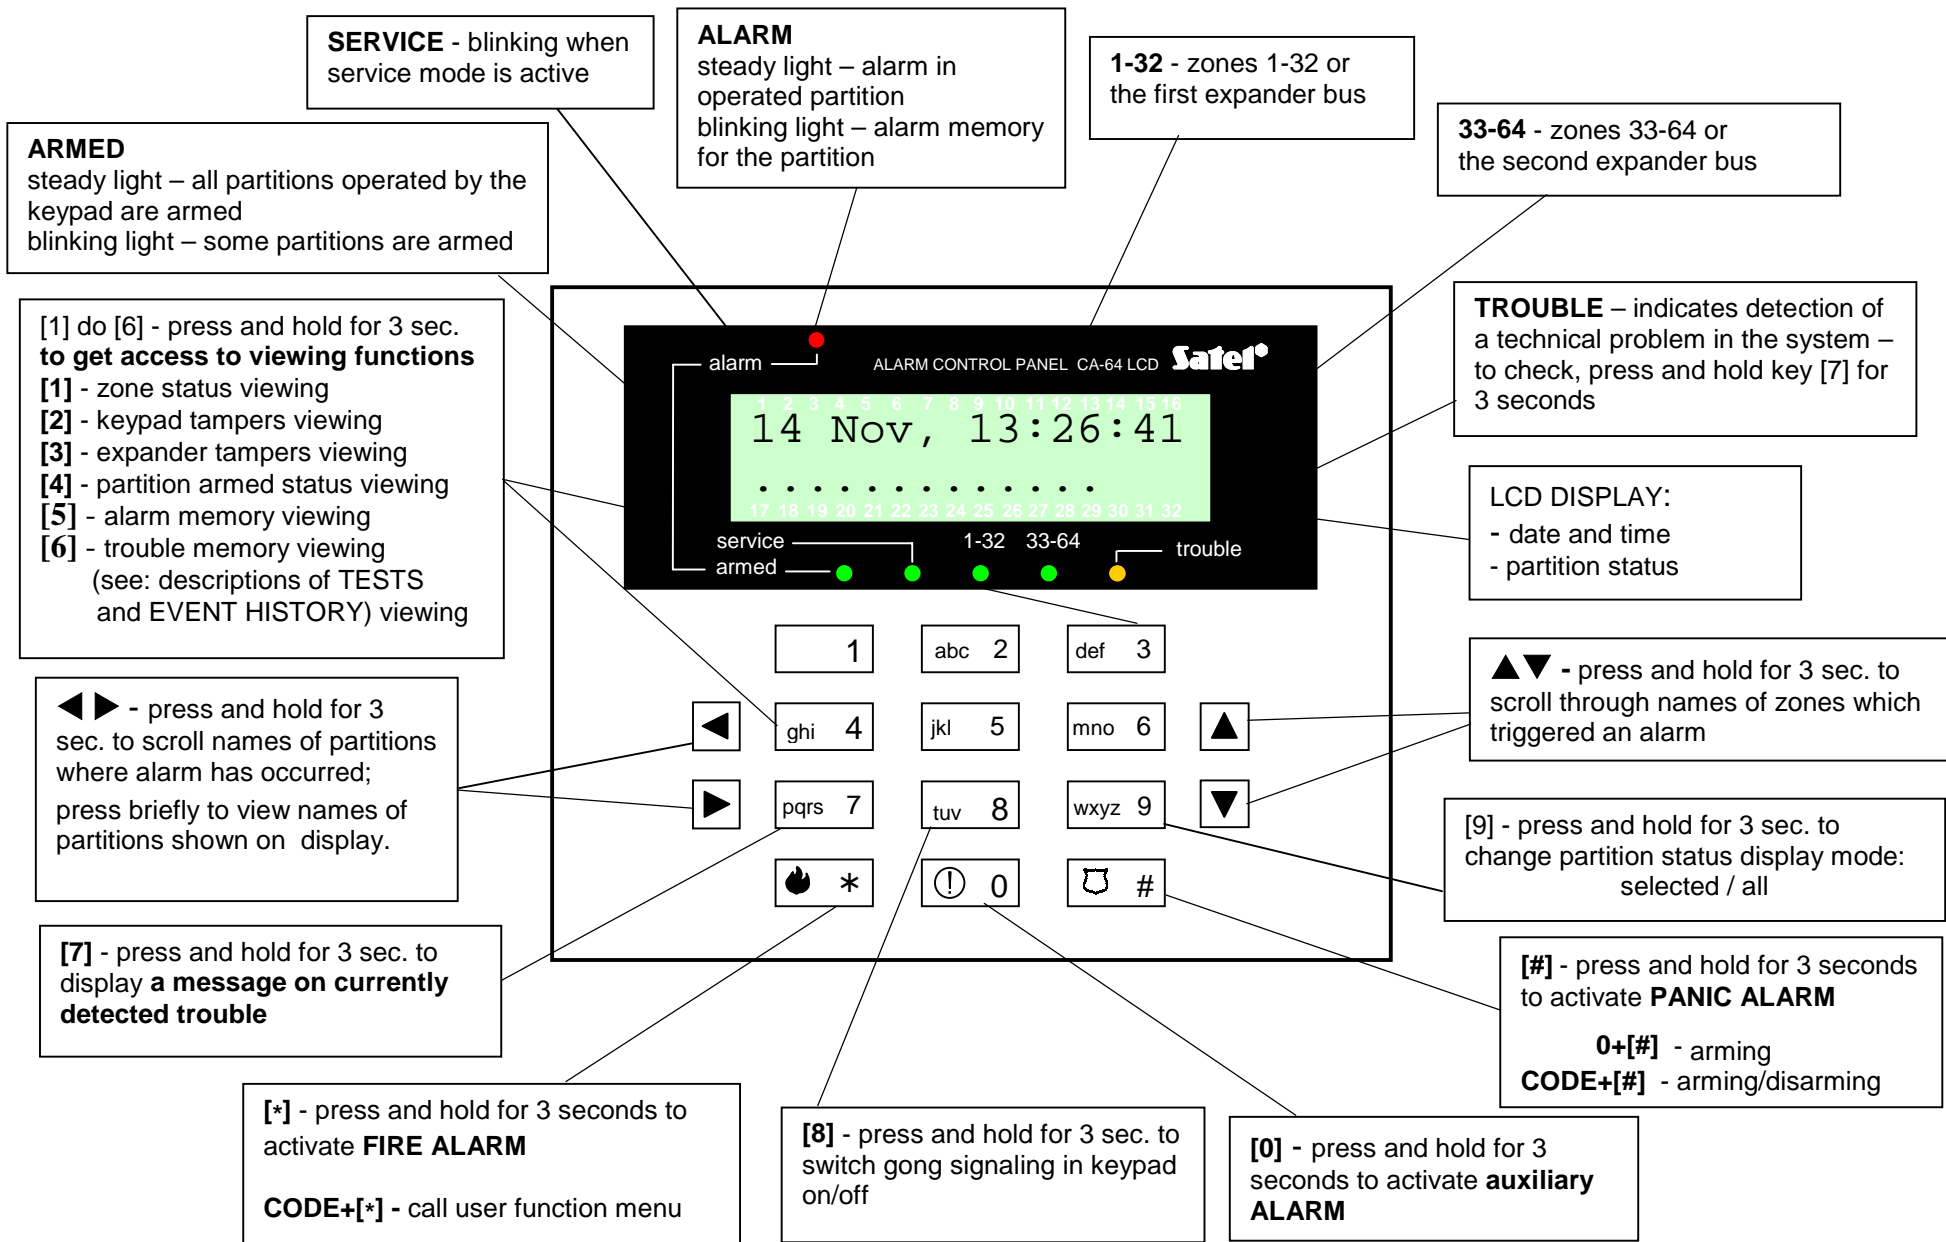 SERVICE - blinking when
service mode is active
ALARM
steady light – alarm in
operated partition
blinking light – alarm memory
for the partition
1-32 - zones 1-32 or
the first expander bus
33-64 - zones 33-64 or
the second expander bus
ARMED
steady light – all partitions operated by the
keypad are armed
blinking light – some partitions are armed
[1] do [6] - press and hold for 3 sec.
to get access to viewing functions
[1] - zone status viewing
[2] - keypad tampers viewing
[3] - expander tampers viewing
[4] - partition armed status viewing
[5] - alarm memory viewing
[6] - trouble memory viewing
(see: descriptions of TESTS
and EVENT HISTORY) viewing
TROUBLE – indicates detection of
a technical problem in the system –
to check, press and hold key [7] for
3 seconds
LCD DISPLAY:
- date and time
- partition status
alarm
ALARM CONTROL PANEL CA-64 LCD Satel
1 2 3 4 5 6 7 8 9 10 11 12 13 14 15 16
14 Nov, 13:26:41
. . . . . . . . . . . . .
17 18 19 20 21 22 23 24 25 26 27 28 29 30 31 32
service 1-32 33-64 trouble
armed
1 abc 2 def 3
◀ ghi 4 jkl 5 mno 6 ▲
▶ pqrs 7 tuv 8 wxyz 9 ▼
* 0 #
◀ ▶ - press and hold for 3
sec. to scroll names of partitions
where alarm has occurred;
press briefly to view names of
partitions shown on display.
▲▼ - press and hold for 3 sec. to
scroll through names of zones which
triggered an alarm
[9] - press and hold for 3 sec. to
change partition status display mode:
selected / all
[7] - press and hold for 3 sec. to
display a message on currently
detected trouble
[#] - press and hold for 3 seconds
to activate PANIC ALARM
0+[#] - arming
CODE+[#] - arming/disarming
[*] - press and hold for 3 seconds to
activate FIRE ALARM
CODE+[*] - call user function menu
[8] - press and hold for 3 sec. to
switch gong signaling in keypad
on/off
[0] - press and hold for 3
seconds to activate auxiliary
ALARM